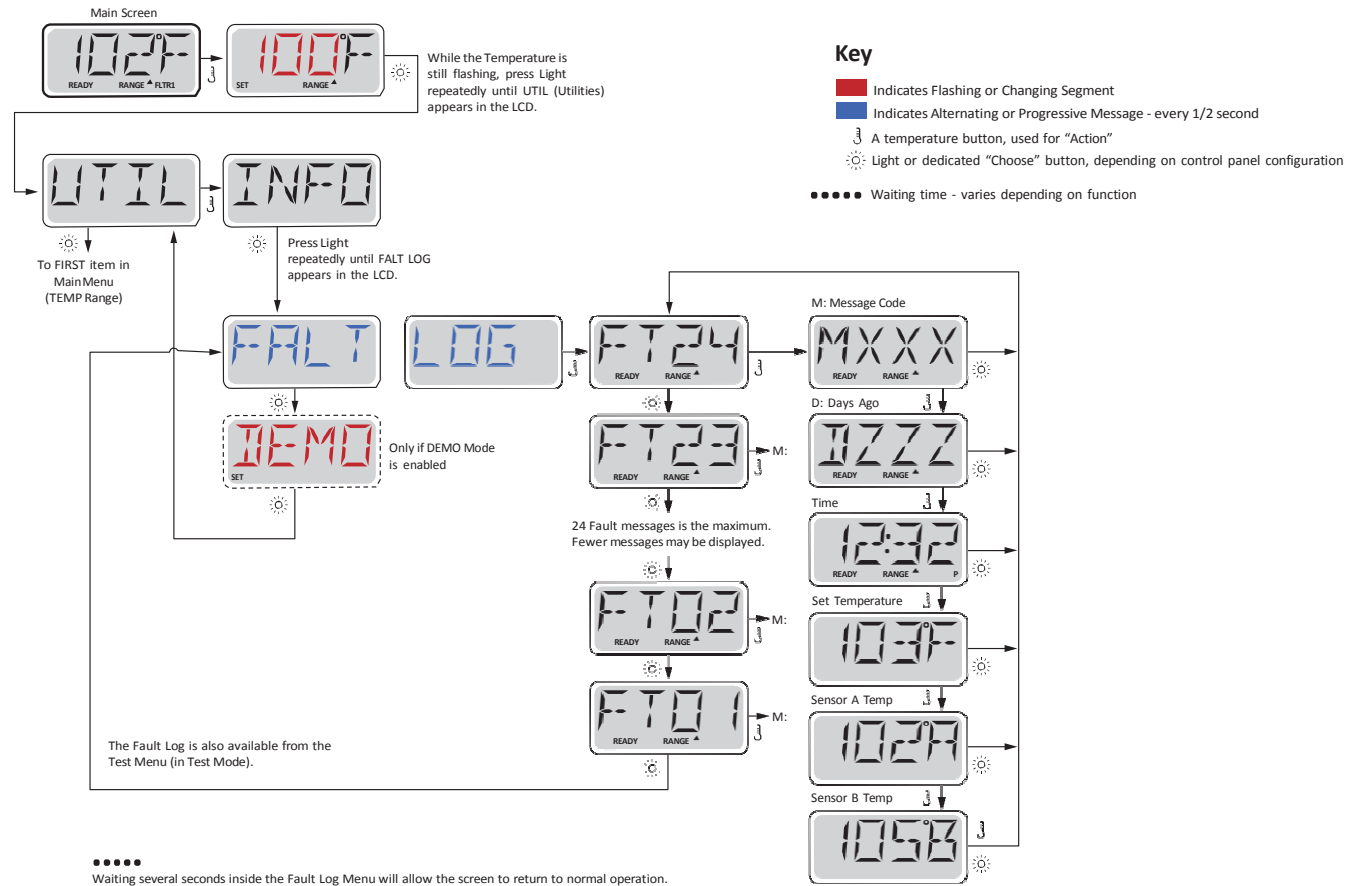 Main Screen
102°F
READY RANGE FLTR1
100°F
SET RANGE
While the Temperature is
still flashing, press Light
repeatedly until UTIL (Utilities)
appears in the LCD.
Key
Indicates Flashing or Changing Segment
Indicates Alternating or Progressive Message - every 1/2 second
A temperature button, used for “Action”
Light or dedicated “Choose” button, depending on control panel configuration
Waiting time - varies depending on function
UTIL
INFO
To FIRST item in
Main Menu
(TEMP Range)
Press Light
repeatedly until FALT LOG
appears in the LCD.
FALT
LOG
DEMO
SET
Only if DEMO Mode
is enabled
FT24
READY RANGE
FT23
READY RANGE
M:
24 Fault messages is the maximum.
Fewer messages may be displayed.
FT02
READY RANGE
M:
FT01
READY RANGE
M:
M: Message Code
MXXX
READY RANGE
D: Days Ago
DZZZ
READY RANGE
Time
12:32
READY RANGE P
Set Temperature
103°F
Sensor A Temp
102°A
Sensor B Temp
105°B
The Fault Log is also available from the
Test Menu (in Test Mode).
Waiting several seconds inside the Fault Log Menu will allow the screen to return to normal operation.